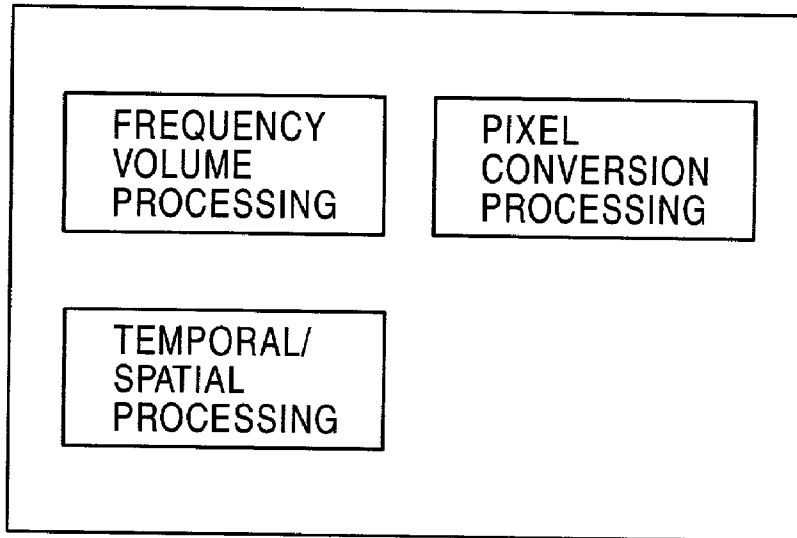 FREQUENCY
VOLUME
PROCESSING
PIXEL
CONVERSION
PROCESSING
TEMPORAL/
SPATIAL
PROCESSING